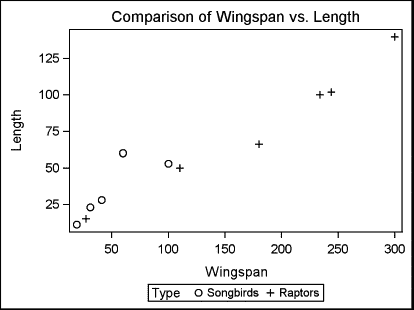 Comparison of Wingspan vs. Length
125
100
75
50
25
Length
50 100 150 200 250 300
Wingspan
Type Songbirds Raptors